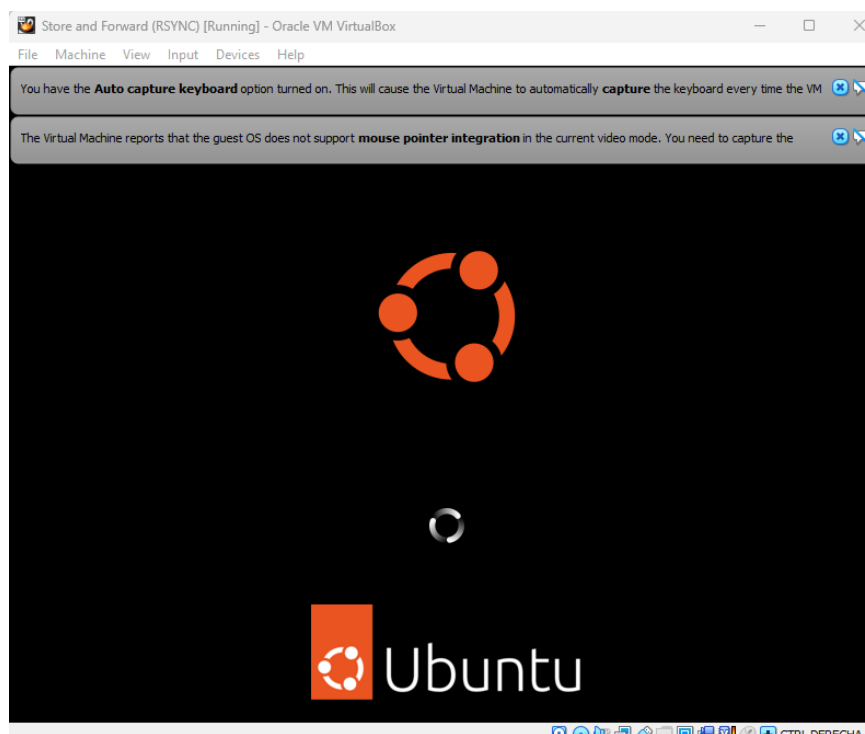 Store and Forward (RSYNC) [Running] - Oracle VM VirtualBox
File Machine View Input Devices Help
You have the Auto capture keyboard option turned on. This will cause the Virtual Machine to automatically capture the keyboard every time the VM
The Virtual Machine reports that the guest OS does not support mouse pointer integration in the current video mode. You need to capture the
Ubuntu
CTRL DERECHA